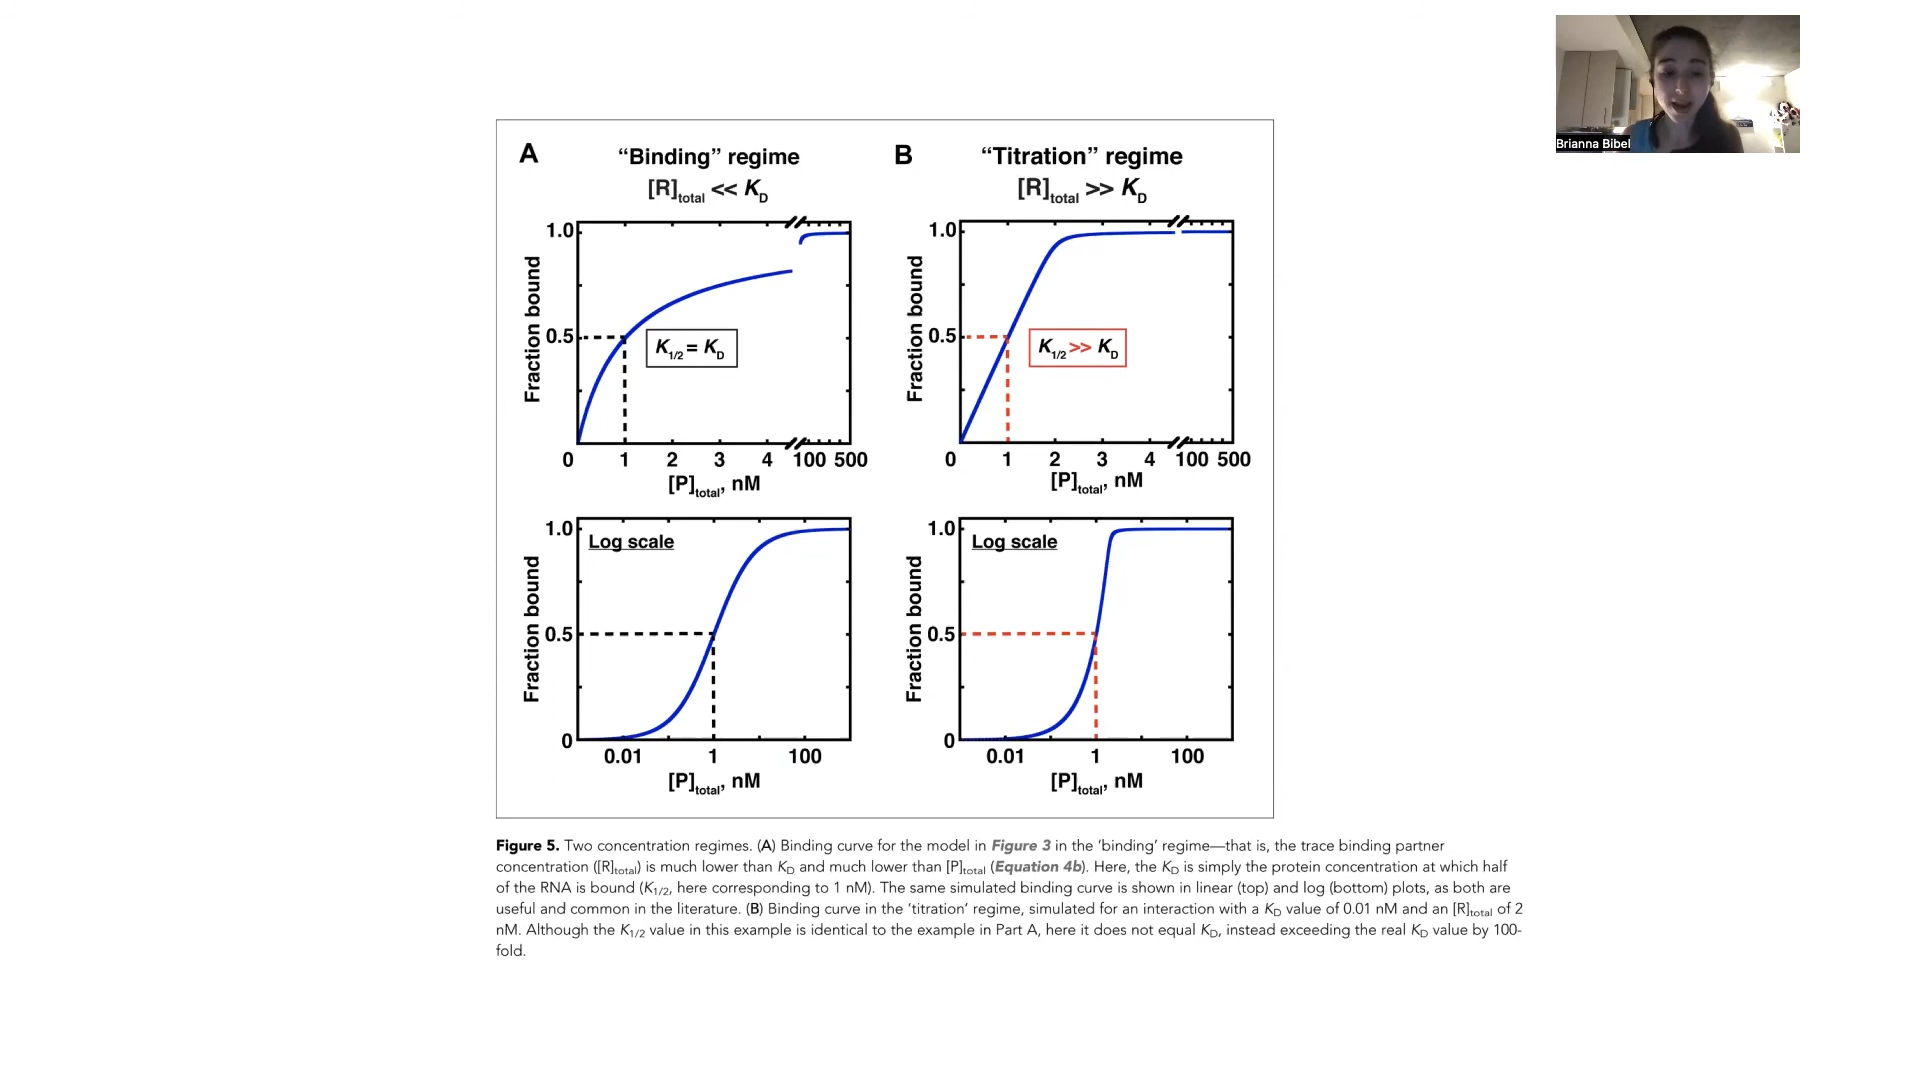 Brianna Bibel
A
“Binding” regime
[R]total << KD
1.0
0.5
Fraction bound
K1/2 = KD
0 1 2 3 4 100 500
[P]total, nM
B
“Titration” regime
[R]total >> KD
1.0
0.5
Fraction bound
K1/2 >> KD
0 1 2 3 4 100 500
[P]total, nM
1.0
Log scale
0.5
Fraction bound
0
0.01 1 100
[P]total, nM
1.0
Log scale
0.5
Fraction bound
0
0.01 1 100
[P]total, nM
Figure 5. Two concentration regimes. (A) Binding curve for the model in Figure 3 in the ‘binding’ regime—that is, the trace binding partner
concentration ([R]total) is much lower than KD and much lower than [P]total (Equation 4b). Here, the KD is simply the protein concentration at which half
of the RNA is bound (K1/2, here corresponding to 1 nM). The same simulated binding curve is shown in linear (top) and log (bottom) plots, as both are
useful and common in the literature. (B) Binding curve in the ‘titration’ regime, simulated for an interaction with a KD value of 0.01 nM and an [R]total of 2
nM. Although the K1/2 value in this example is identical to the example in Part A, here it does not equal KD, instead exceeding the real KD value by 100-
fold.